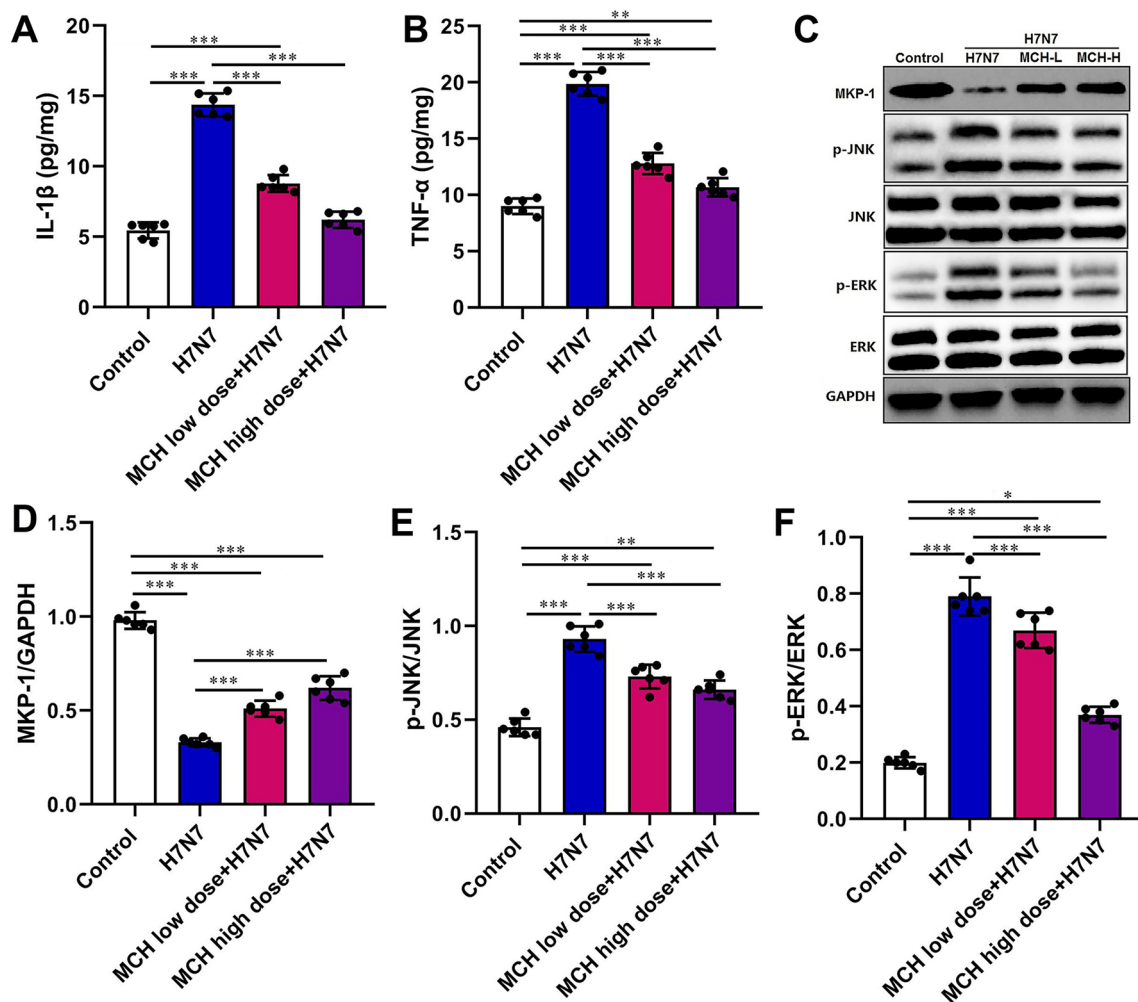 A
IL-1β (pg/mg)
20
15
10
5
0
***
***
***
***
Control
H7N7
MCH low dose+H7N7
MCH high dose+H7N7
B
TNF-α (pg/mg)
25
20
15
10
5
0
**
***
***
***
***
Control
H7N7
MCH low dose+H7N7
MCH high dose+H7N7
C
H7N7
Control H7N7 MCH-L MCH-H
MKP-1
p-JNK
JNK
p-ERK
ERK
GAPDH
D
MKP-1/GAPDH
1.5
1.0
0.5
0.0
***
***
***
***
***
Control
H7N7
MCH low dose+H7N7
MCH high dose+H7N7
E
p-JNK/JNK
1.5
1.0
0.5
0.0
**
***
***
***
***
Control
H7N7
MCH low dose+H7N7
MCH high dose+H7N7
F
p-ERK/ERK
1.0
0.8
0.6
0.4
0.2
0.0
*
***
***
***
***
Control
H7N7
MCH low dose+H7N7
MCH high dose+H7N7